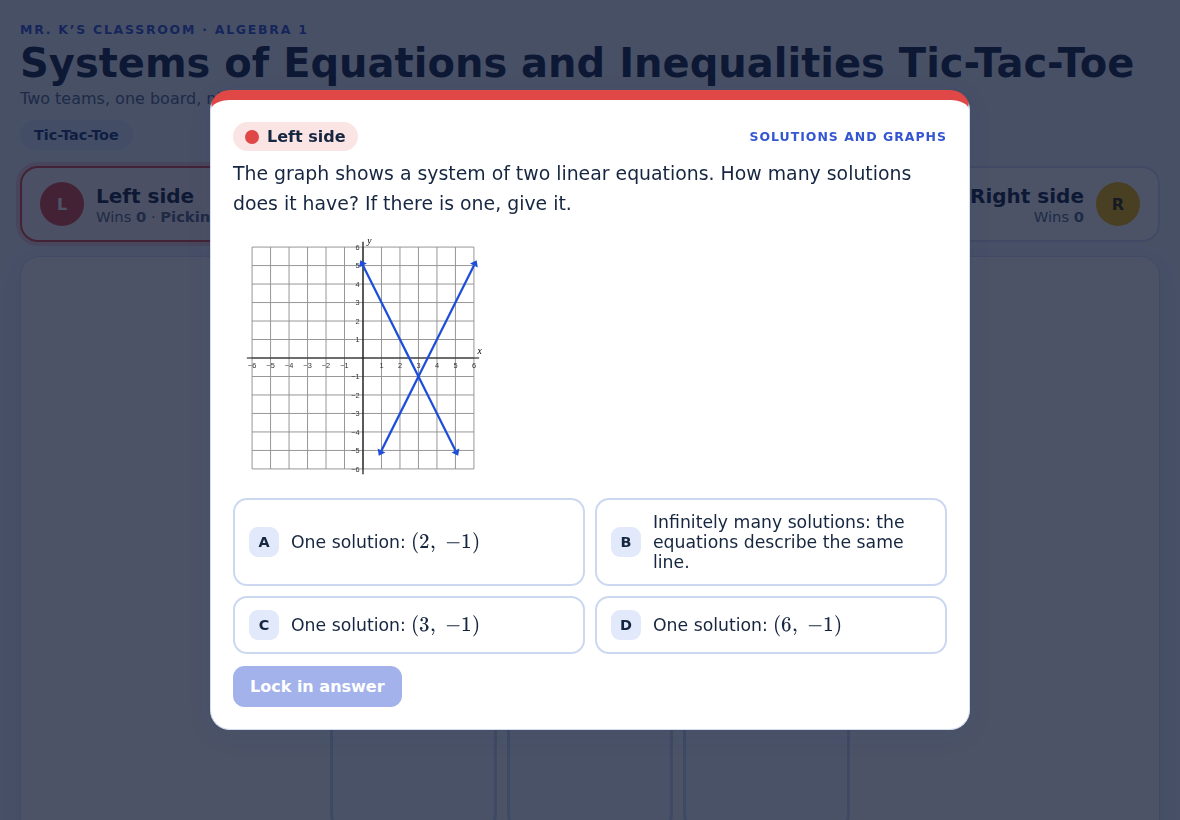 MR. K'S CLASSROOM · ALGEBRA 1
Systems of Equations and Inequalities Tic-Tac-Toe
Two teams, one board,
Tic-Tac-Toe
L
Left side
Wins 0 · Pickin
Right side
Wins 0
R
Left side
SOLUTIONS AND GRAPHS
The graph shows a system of two linear equations. How many solutions
does it have? If there is one, give it.
y
6
5
4
3
2
1
x
−6 −5 −4 −3 −2 −1 1 2 3 4 5 6
−1
−2
−3
−4
−5
−6
A One solution: (2, −1)
B Infinitely many solutions: the
equations describe the same
line.
C One solution: (3, −1)
D One solution: (6, −1)
Lock in answer